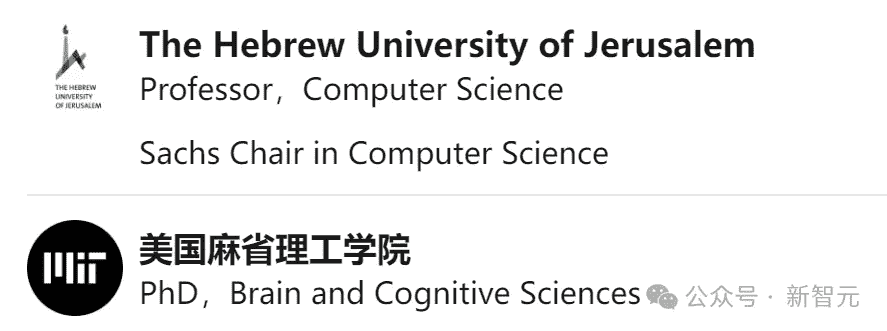 The Hebrew University of Jerusalem
Professor，Computer Science
THE HEBREW
UNIVERSITY
OF JERUSALEM
Sachs Chair in Computer Science
美国麻省理工学院
MIT
PhD，Brain and Cognitive Sciences
公众号 · 新智元